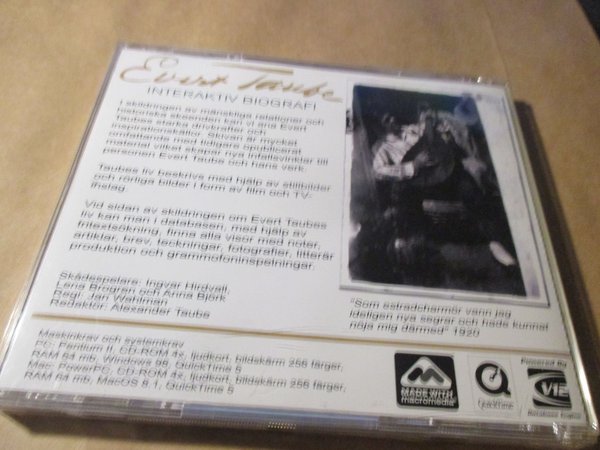 Evert Taube
INTERAKTIV BIOGRAFI
I skildringen av mänskliga relationer och
historiska skeenden finner vi ena Evert
Taubes starka drivkrafter och
inspirationskällor. Skivan är mycket
omfattande med tidigare opublicerat
material vilket skapar nya infallsvinklar till
personen Evert Taube och hans verk.
Taubes liv beskrivs med hjälp av stillbilder
och rörliga bilder i form av film och TV-
inslag.
Vid sidan av skildringen om Evert Taubes
liv kan man i databasen, med hjälp av
fritextsökning, finna alla visor med noter,
artiklar, brev, teckningar, fotografier, litterär
produktion och grammofoninspelningar.
Skådespelare: Ingvar Hirdvall,
Lena Brogren och Anna Björk
Regi: Jan Wahlman
Redaktör: Alexander Taube
"Som estradcharmör vann jag
ideligen nya segrar och hade kunnat
nöja mig därmed" 1920
Maskinkrav och systemkrav
PC: Pentium II, CD-ROM 4x, ljudkort, bildskärm 256 färger,
RAM 64 mb, Windows 98, QuickTime 5
Mac: PowerPC, CD-ROM 4x, ljudkort, bildskärm 256 färger,
RAM 64 mb, MacOS 8.1, QuickTime 5
MADE WITH
macromedia
QuickTime
Powered By